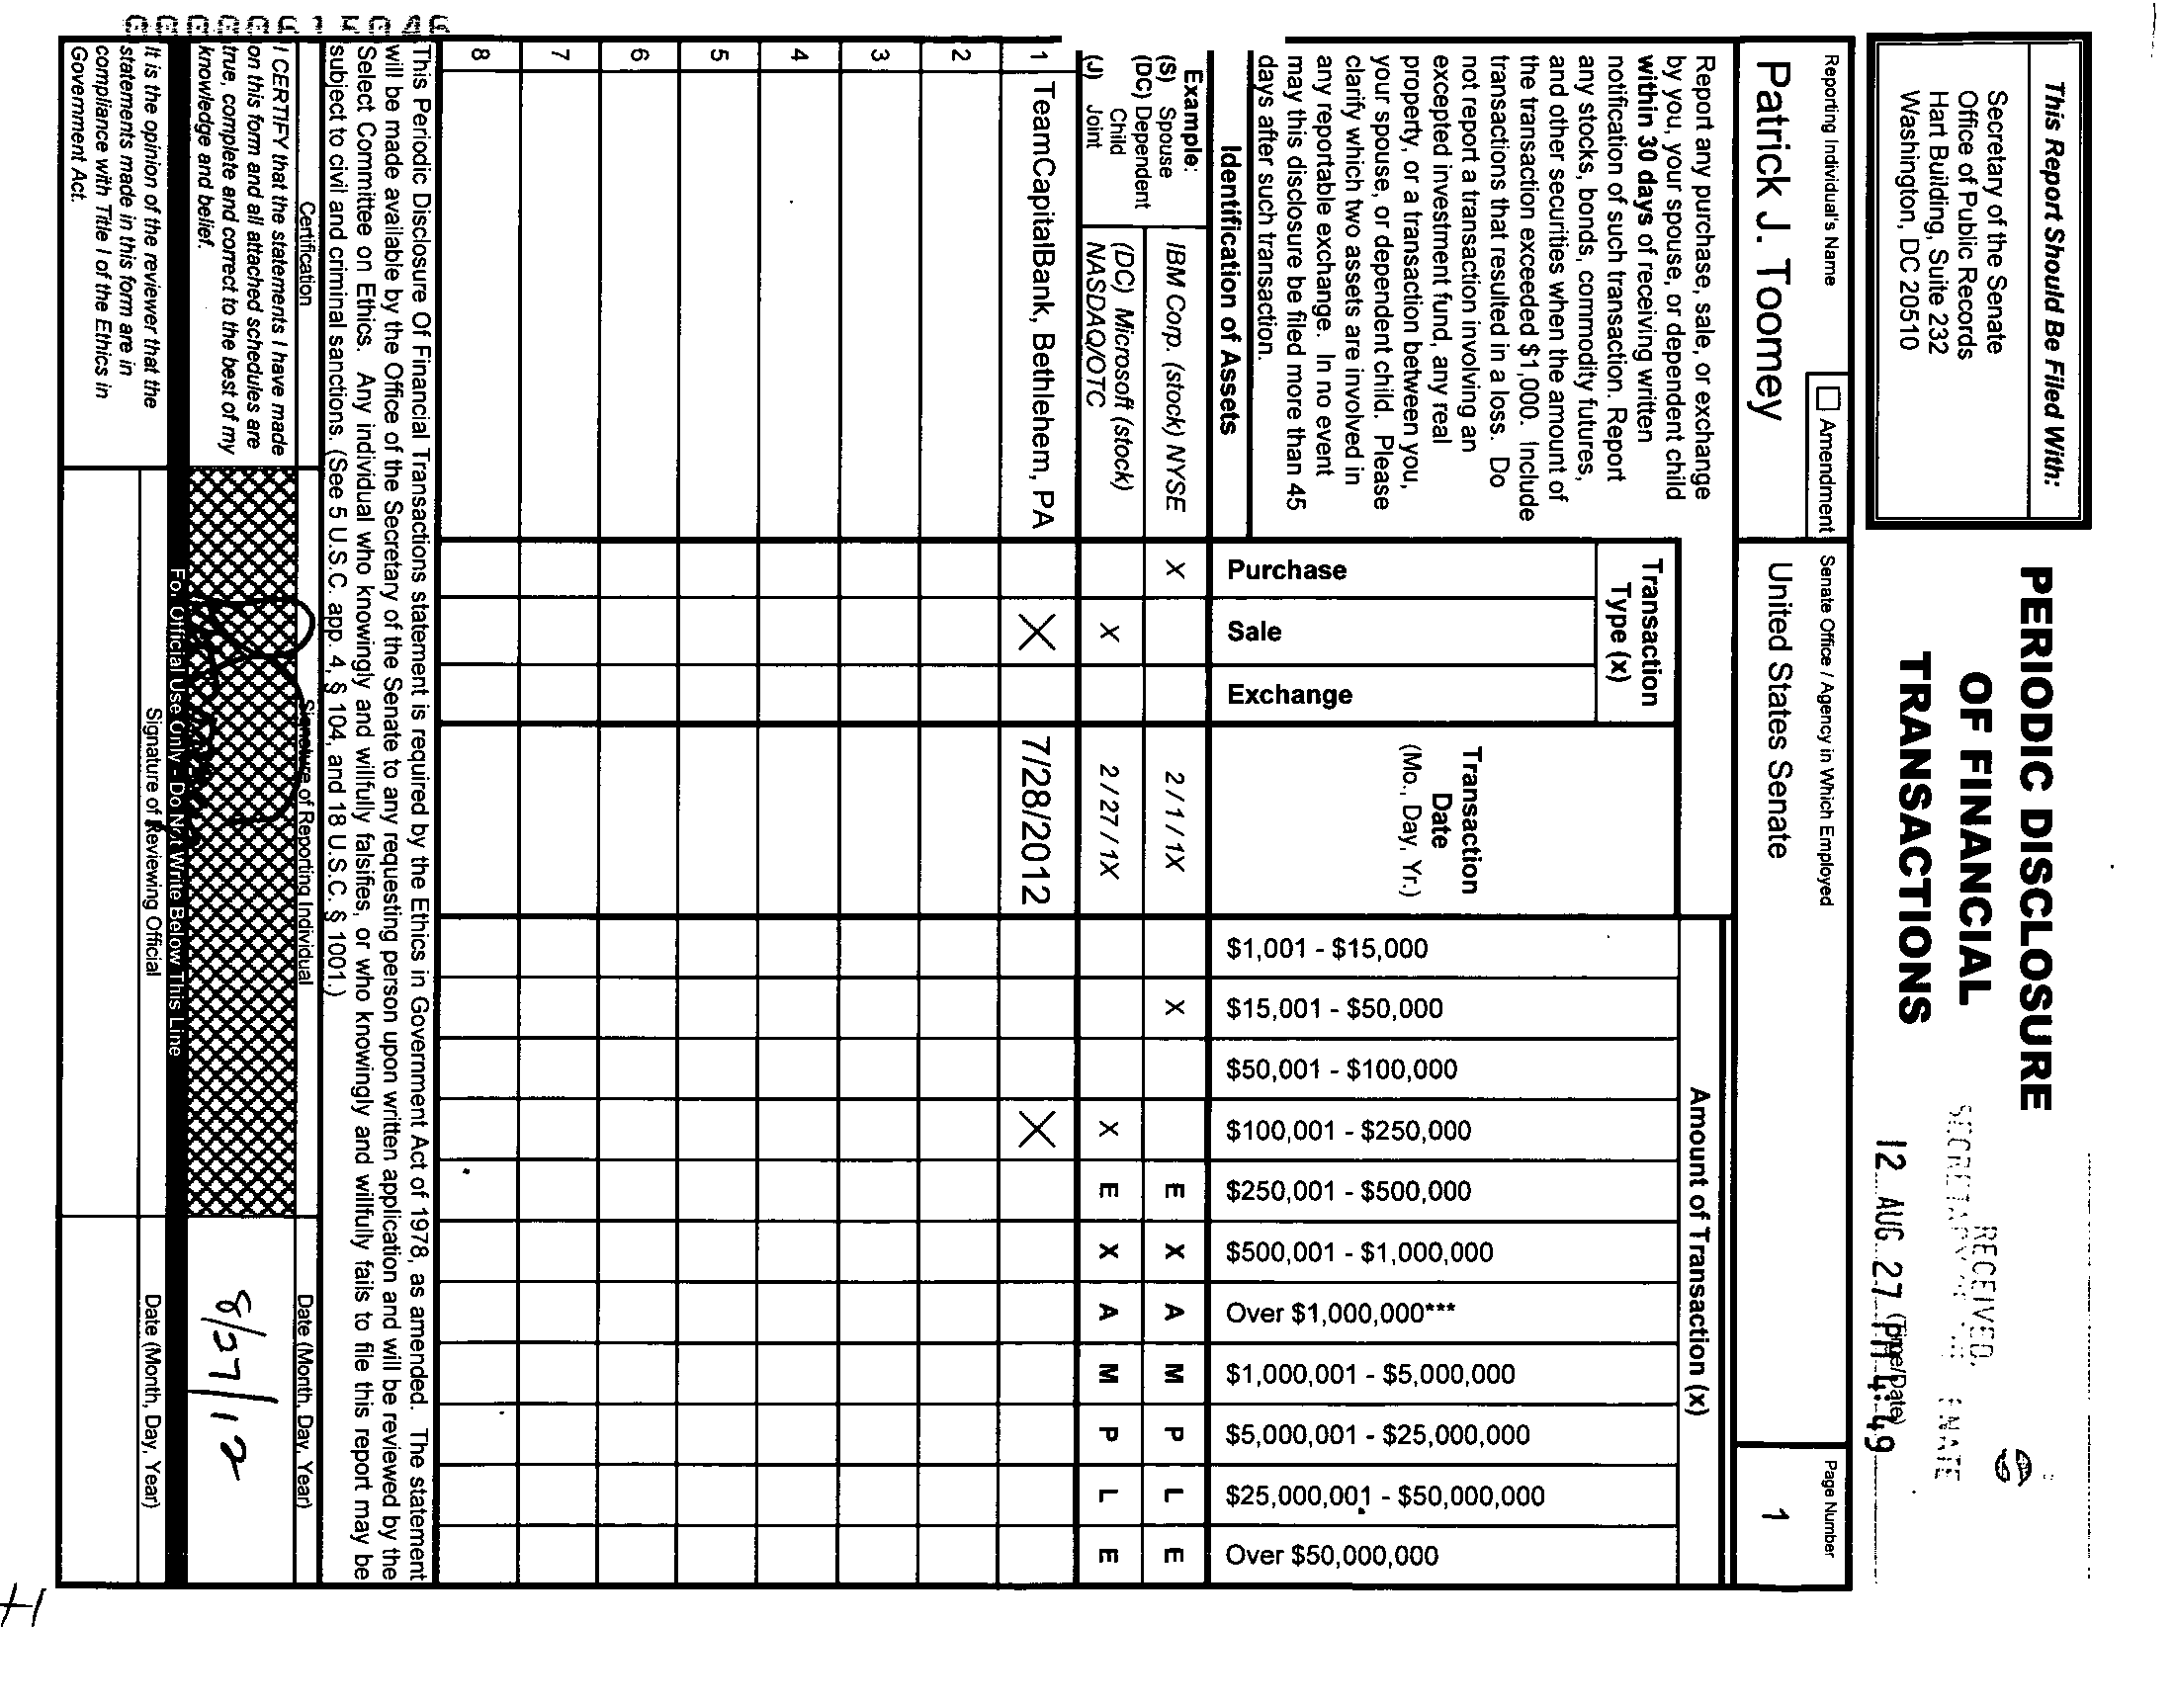 This Report Should Be Filed With:
Secretary of the Senate
Office of Public Records
Hart Building, Suite 232
Washington, DC 20510
PERIODIC DISCLOSURE
OF FINANCIAL
TRANSACTIONS
RECEIVED
12 AUG 27 PM 4:49
(Time/Date)
Reporting Individual's Name
☐ Amendment
Patrick J. Toomey
Senate Office / Agency in Which Employed
United States Senate
Page Number
1
Report any purchase, sale, or exchange
by you, your spouse, or dependent child
within 30 days of receiving written
notification of such transaction. Report
any stocks, bonds, commodity futures,
and other securities when the amount of
the transaction exceeded $1,000. Include
transactions that resulted in a loss. Do
not report a transaction involving an
excepted investment fund, any real
property, or a transaction between you,
your spouse, or dependent child. Please
clarify which two assets are involved in
any reportable exchange. In no event
may this disclosure be filed more than 45
days after such transaction.
Identification of Assets
Transaction
Type (x)
Purchase
Sale
Exchange
Transaction
Date
(Mo., Day, Yr.)
Amount of Transaction (x)
$1,001 - $15,000
$15,001 - $50,000
$50,001 - $100,000
$100,001 - $250,000
$250,001 - $500,000
$500,001 - $1,000,000
Over $1,000,000***
$1,000,001 - $5,000,000
$5,000,001 - $25,000,000
$25,000,001 - $50,000,000
Over $50,000,000
Example:
(S) Spouse
(DC) Dependent
Child
(J) Joint
IBM Corp. (stock) NYSE X 2 / 1 / 1X X E X A M P L E
(DC) Microsoft (stock)
NASDAQ/OTC X 2 / 27 / 1X X E X A M P L E
1 TeamCapitalBank, Bethlehem, PA X 7/28/2012 X
2
3
4
5
6
7
8
This Periodic Disclosure Of Financial Transactions statement is required by the Ethics in Government Act of 1978, as amended. The statement
will be made available by the Office of the Secretary of the Senate to any requesting person upon written application and will be reviewed by the
Select Committee on Ethics. Any individual who knowingly and willfully falsifies, or who knowingly and willfully fails to file this report may be
subject to civil and criminal sanctions. (See 5 U.S.C. app. 4, § 104, and 18 U.S.C. § 1001.)
Certification
Signature of Reporting Individual
Date (Month, Day, Year)
I CERTIFY that the statements I have made
on this form and all attached schedules are
true, complete and correct to the best of my
knowledge and belief.
8/27/12
For Official Use Only - Do Not Write Below This Line
It is the opinion of the reviewer that the
statements made in this form are in
compliance with Title I of the Ethics in
Government Act.
Signature of Reviewing Official
Date (Month, Day, Year)